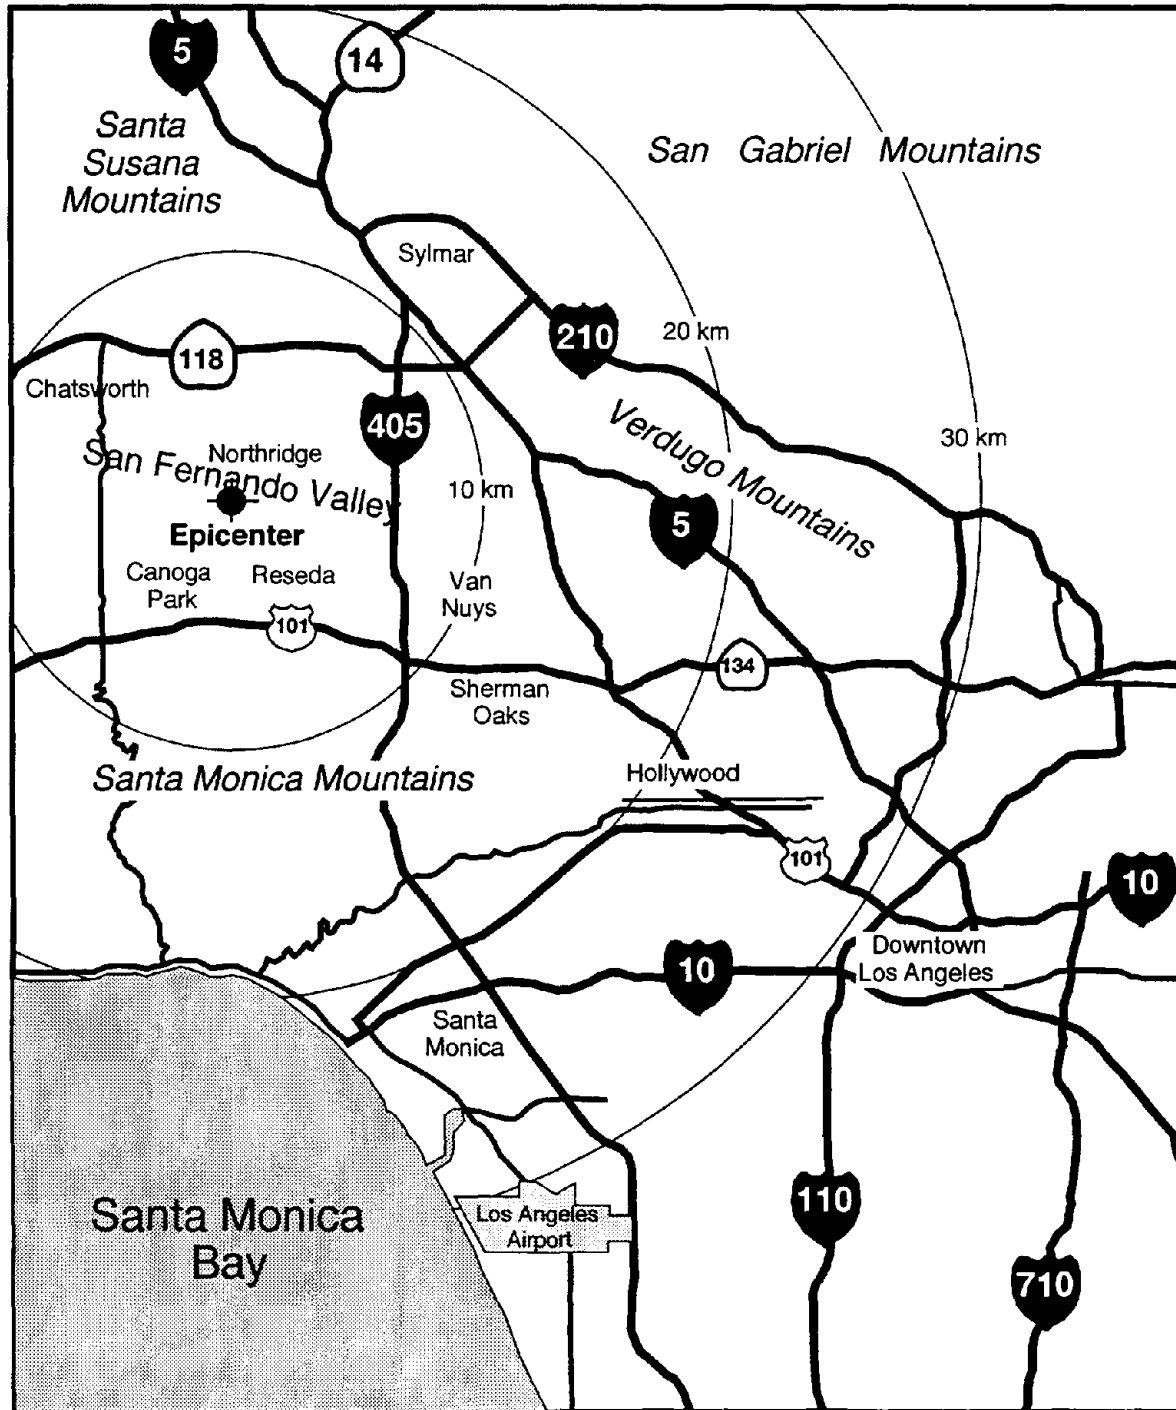 5
14
Santa
Susana
Mountains
San Gabriel Mountains
Sylmar
210
20 km
118
Chatsworth
405
Verdugo Mountains
30 km
Northridge
San Fernando Valley
10 km
5
Epicenter
Canoga
Park
Reseda
Van
Nuys
101
134
Sherman
Oaks
Santa Monica Mountains
Hollywood
101
10
Downtown
Los Angeles
10
Santa
Monica
110
Los Angeles
Airport
Santa Monica
Bay
710